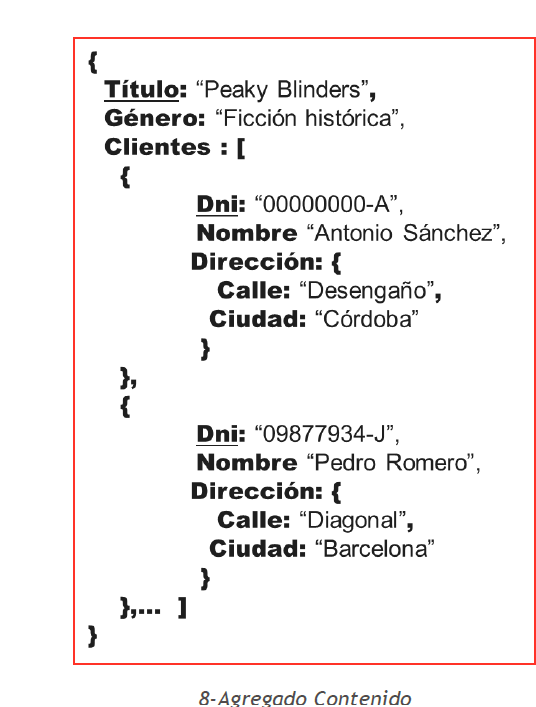 {
Título: “Peaky Blinders”,
Género: “Ficción histórica”,
Clientes : [
{
Dni: “00000000-A”,
Nombre “Antonio Sánchez”,
Dirección: {
Calle: “Desengaño”,
Ciudad: “Córdoba”
}
},
{
Dni: “09877934-J”,
Nombre “Pedro Romero”,
Dirección: {
Calle: “Diagonal”,
Ciudad: “Barcelona”
}
},... ]
}
8-Agregado Contenido